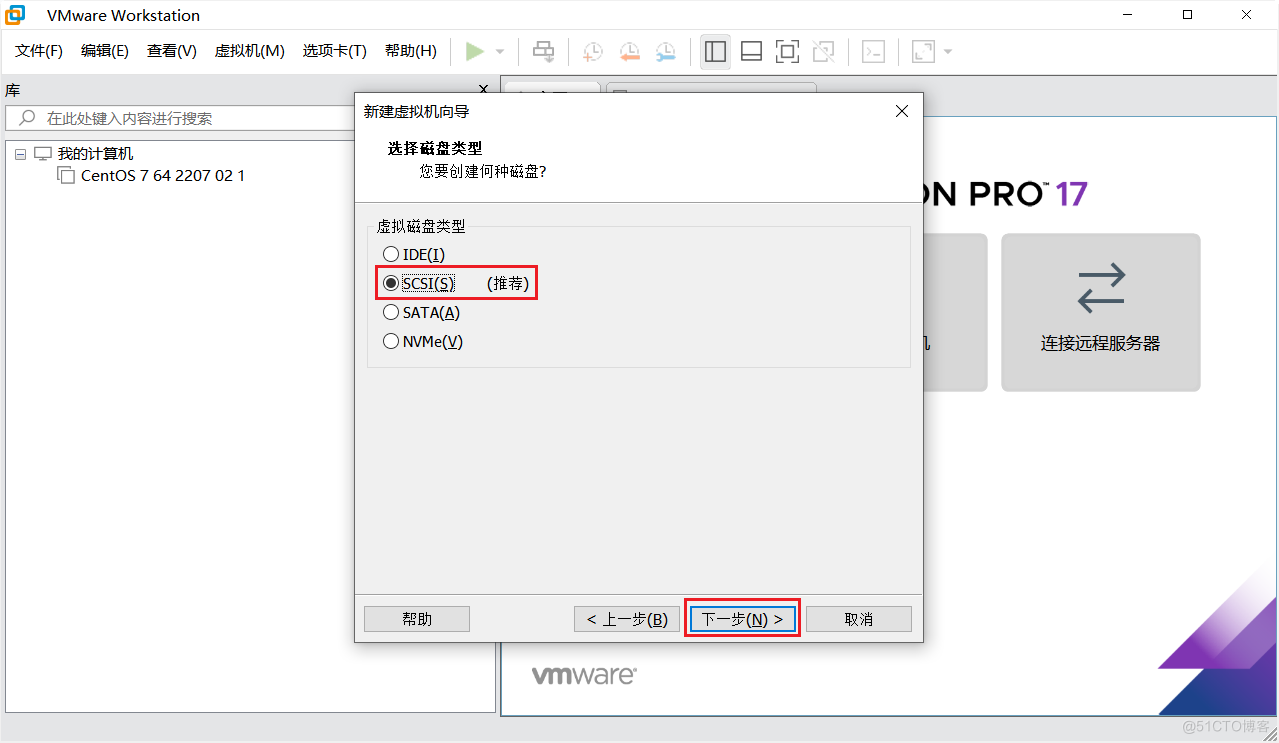 VMware Workstation
文件(F) 编辑(E) 查看(V) 虚拟机(M) 选项卡(T) 帮助(H)
库
在此处键入内容进行搜索
我的计算机
CentOS 7 64 2207 02 1
新建虚拟机向导
选择磁盘类型
您要创建何种磁盘?
虚拟磁盘类型
IDE(I)
SCSI(S) (推荐)
SATA(A)
NVMe(V)
帮助 < 上一步(B) 下一步(N) > 取消
ON PRO™ 17
连接远程服务器
vmware®
@51CTO博客